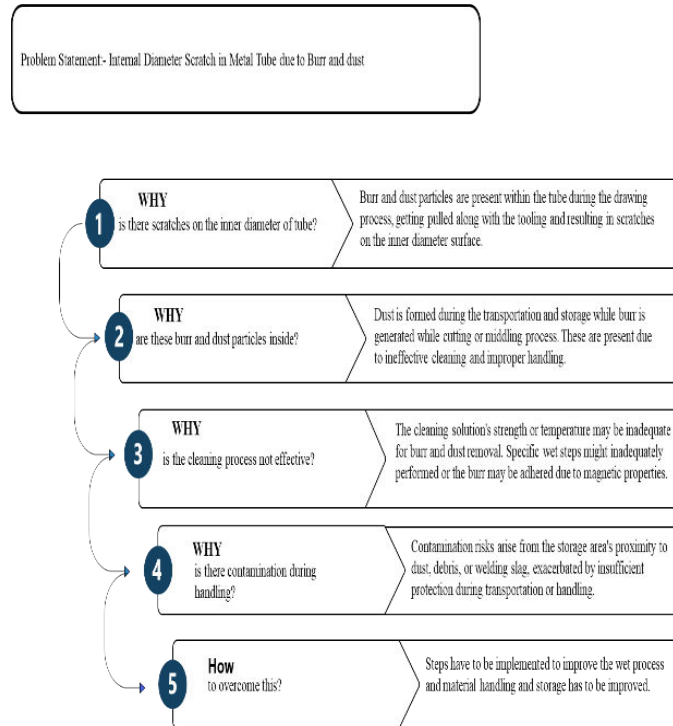 Problem Statement:- Internal Diameter Scratch in Metal Tube due to Burr and dust
WHY
1
is there scratches on the inner diameter of tube?
Burr and dust particles are present within the tube during the drawing
process, getting pulled along with the tooling and resulting in scratches
on the inner diameter surface.
WHY
2
are these burr and dust particles inside?
Dust is formed during the transportation and storage while burr is
generated while cutting or middling process. These are present due
to ineffective cleaning and improper handling.
WHY
3
is the cleaning process not effective?
The cleaning solution's strength or temperature may be inadequate
for burr and dust removal. Specific wet steps might inadequately
performed or the burr may be adhered due to magnetic properties.
WHY
4
is there contamination during
handling?
Contamination risks arise from the storage area's proximity to
dust, debris, or welding slag, exacerbated by insufficient
protection during transportation or handling.
How
5
to overcome this?
Steps have to be implemented to improve the wet process
and material handling and storage has to be improved.